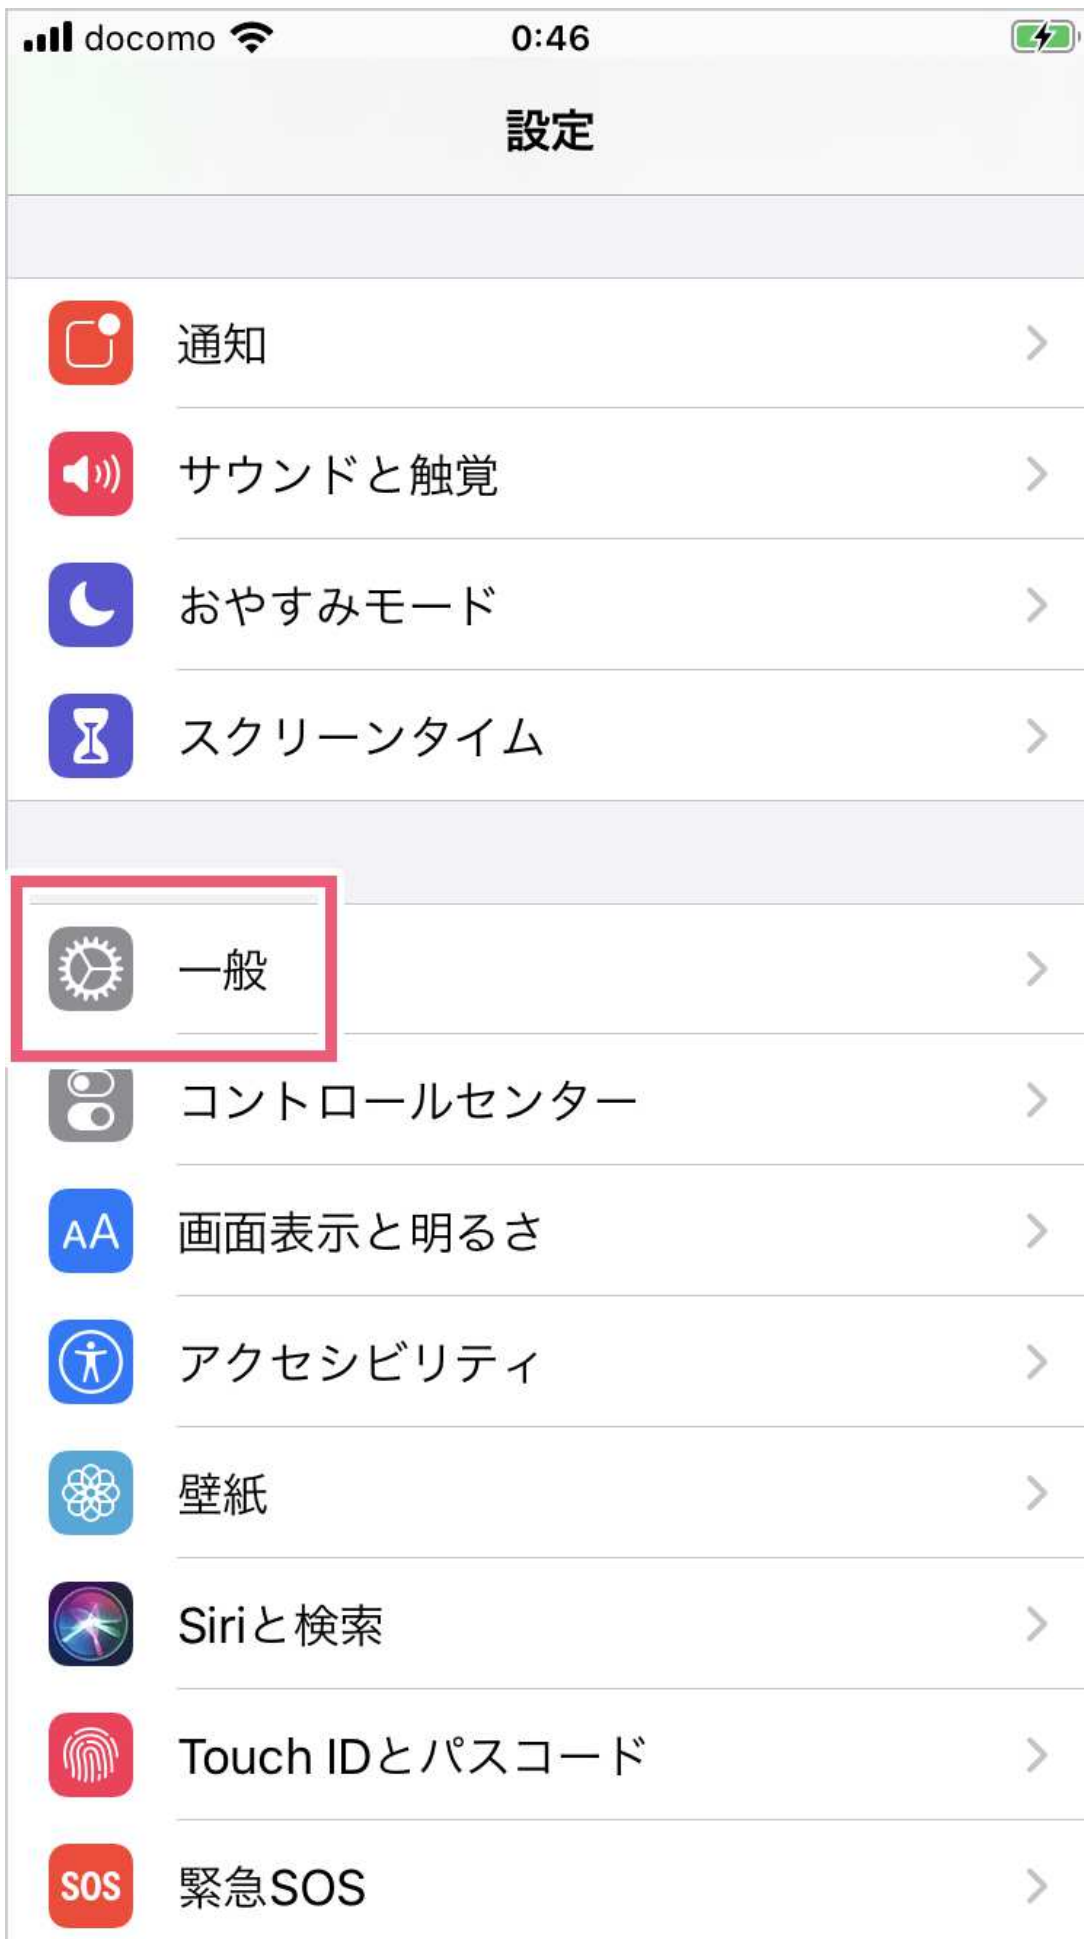 docomo 0:46
設定
通知
サウンドと触覚
おやすみモード
スクリーンタイム
一般
コントロールセンター
AA 画面表示と明るさ
アクセシビリティ
壁紙
Siriと検索
Touch IDとパスコード
SOS 緊急SOS